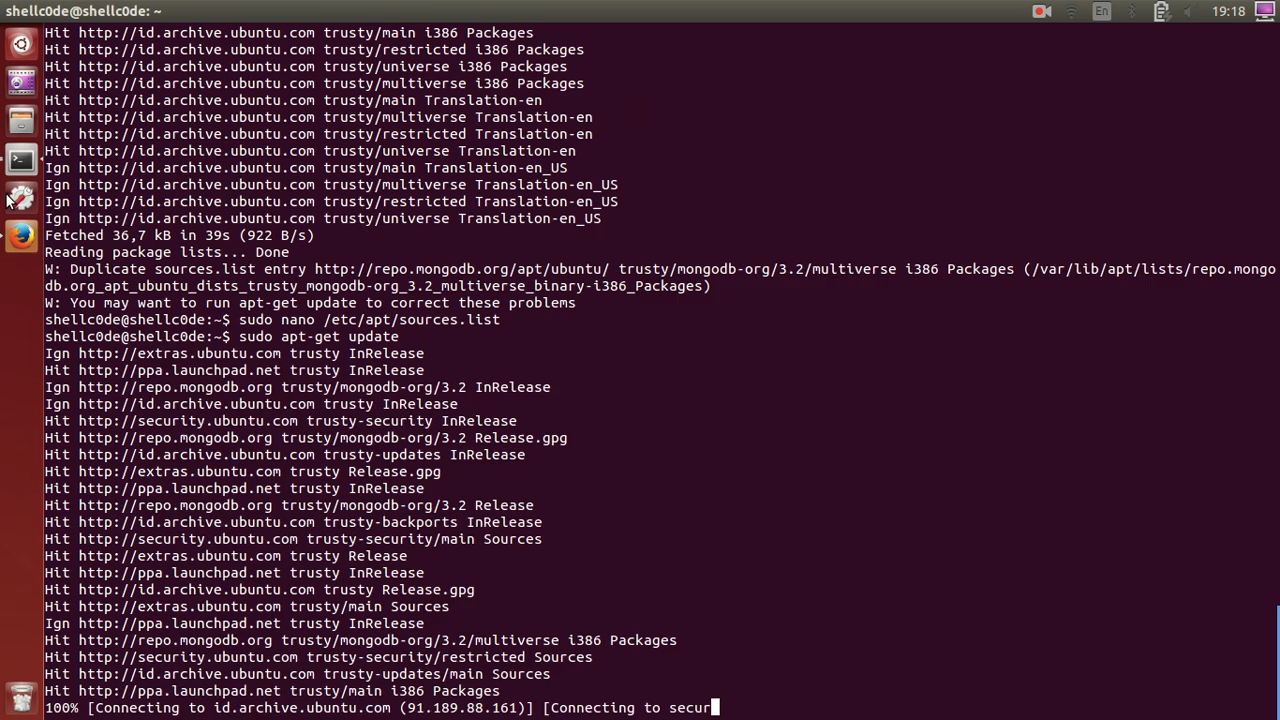 shellc0de@shellc0de: ~
En
19:18
Hit http://id.archive.ubuntu.com trusty/main i386 Packages
Hit http://id.archive.ubuntu.com trusty/restricted i386 Packages
Hit http://id.archive.ubuntu.com trusty/universe i386 Packages
Hit http://id.archive.ubuntu.com trusty/multiverse i386 Packages
Hit http://id.archive.ubuntu.com trusty/main Translation-en
Hit http://id.archive.ubuntu.com trusty/multiverse Translation-en
Hit http://id.archive.ubuntu.com trusty/restricted Translation-en
Hit http://id.archive.ubuntu.com trusty/universe Translation-en
Ign http://id.archive.ubuntu.com trusty/main Translation-en_US
Ign http://id.archive.ubuntu.com trusty/multiverse Translation-en_US
Ign http://id.archive.ubuntu.com trusty/restricted Translation-en_US
Ign http://id.archive.ubuntu.com trusty/universe Translation-en_US
Fetched 36,7 kB in 39s (922 B/s)
Reading package lists... Done
W: Duplicate sources.list entry http://repo.mongodb.org/apt/ubuntu/ trusty/mongodb-org/3.2/multiverse i386 Packages (/var/lib/apt/lists/repo.mongo
db.org_apt_ubuntu_dists_trusty_mongodb-org_3.2_multiverse_binary-i386_Packages)
W: You may want to run apt-get update to correct these problems
shellc0de@shellc0de:~$ sudo nano /etc/apt/sources.list
shellc0de@shellc0de:~$ sudo apt-get update
Ign http://extras.ubuntu.com trusty InRelease
Hit http://ppa.launchpad.net trusty InRelease
Ign http://repo.mongodb.org trusty/mongodb-org/3.2 InRelease
Ign http://id.archive.ubuntu.com trusty InRelease
Hit http://security.ubuntu.com trusty-security InRelease
Hit http://repo.mongodb.org trusty/mongodb-org/3.2 Release.gpg
Hit http://id.archive.ubuntu.com trusty-updates InRelease
Hit http://extras.ubuntu.com trusty Release.gpg
Hit http://ppa.launchpad.net trusty InRelease
Hit http://repo.mongodb.org trusty/mongodb-org/3.2 Release
Hit http://id.archive.ubuntu.com trusty-backports InRelease
Hit http://security.ubuntu.com trusty-security/main Sources
Hit http://extras.ubuntu.com trusty Release
Hit http://ppa.launchpad.net trusty InRelease
Hit http://id.archive.ubuntu.com trusty Release.gpg
Hit http://extras.ubuntu.com trusty/main Sources
Ign http://ppa.launchpad.net trusty InRelease
Hit http://repo.mongodb.org trusty/mongodb-org/3.2/multiverse i386 Packages
Hit http://security.ubuntu.com trusty-security/restricted Sources
Hit http://id.archive.ubuntu.com trusty-updates/main Sources
Hit http://ppa.launchpad.net trusty/main i386 Packages
100% [Connecting to id.archive.ubuntu.com (91.189.88.161)] [Connecting to secur